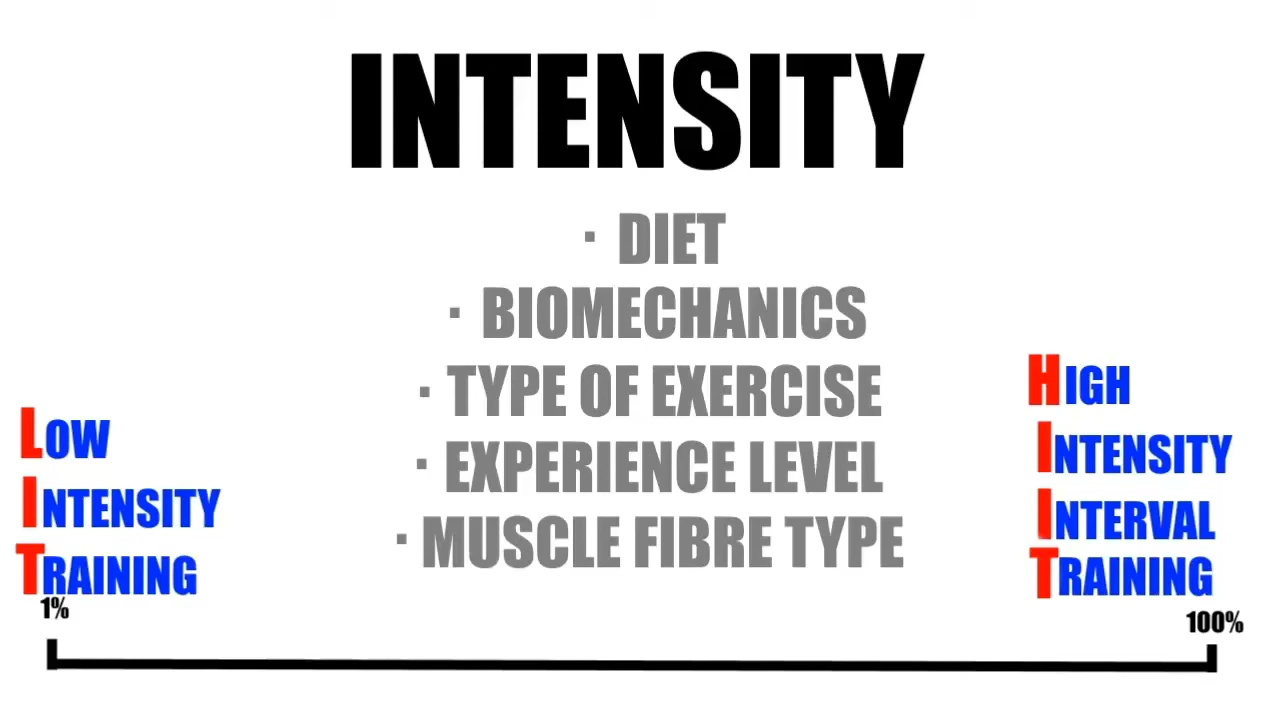 INTENSITY
· DIET
· BIOMECHANICS
· TYPE OF EXERCISE
· EXPERIENCE LEVEL
· MUSCLE FIBRE TYPE
LOW
INTENSITY
TRAINING
1%
HIGH
INTENSITY
INTERVAL
TRAINING
100%